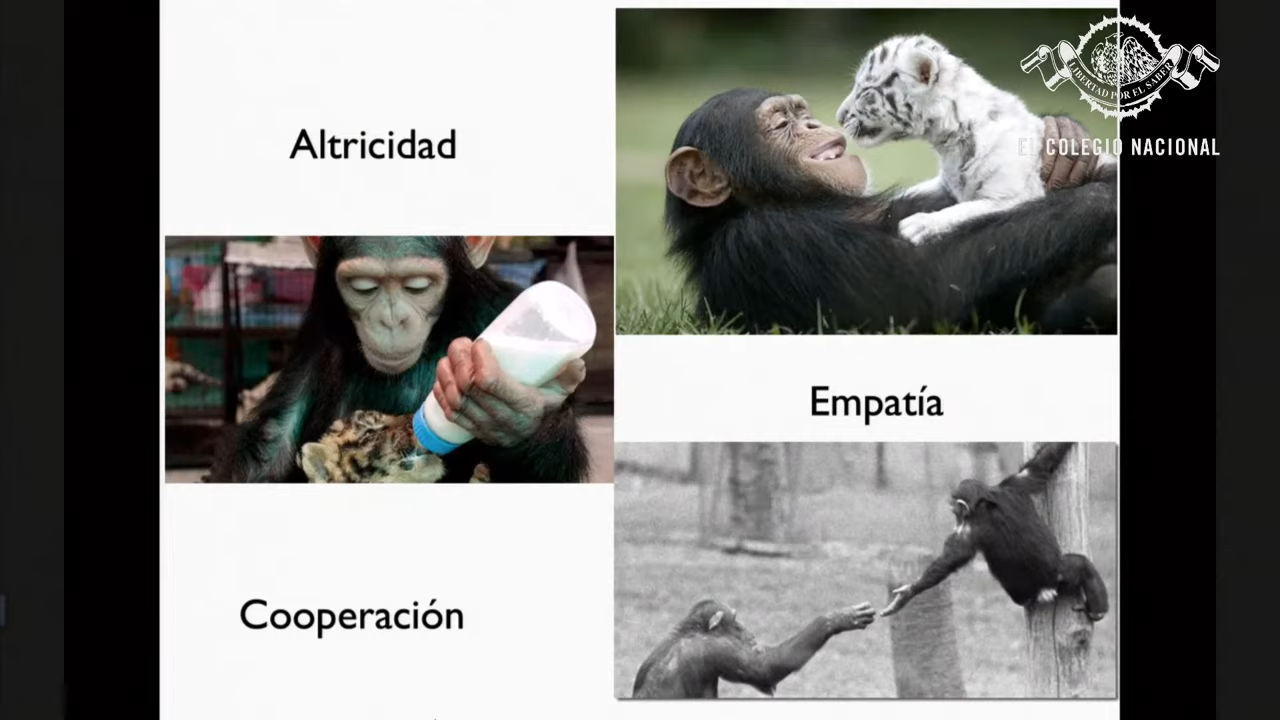 Altricidad
LIBERTAD POR EL SABER
EL COLEGIO NACIONAL
Empatía
Cooperación